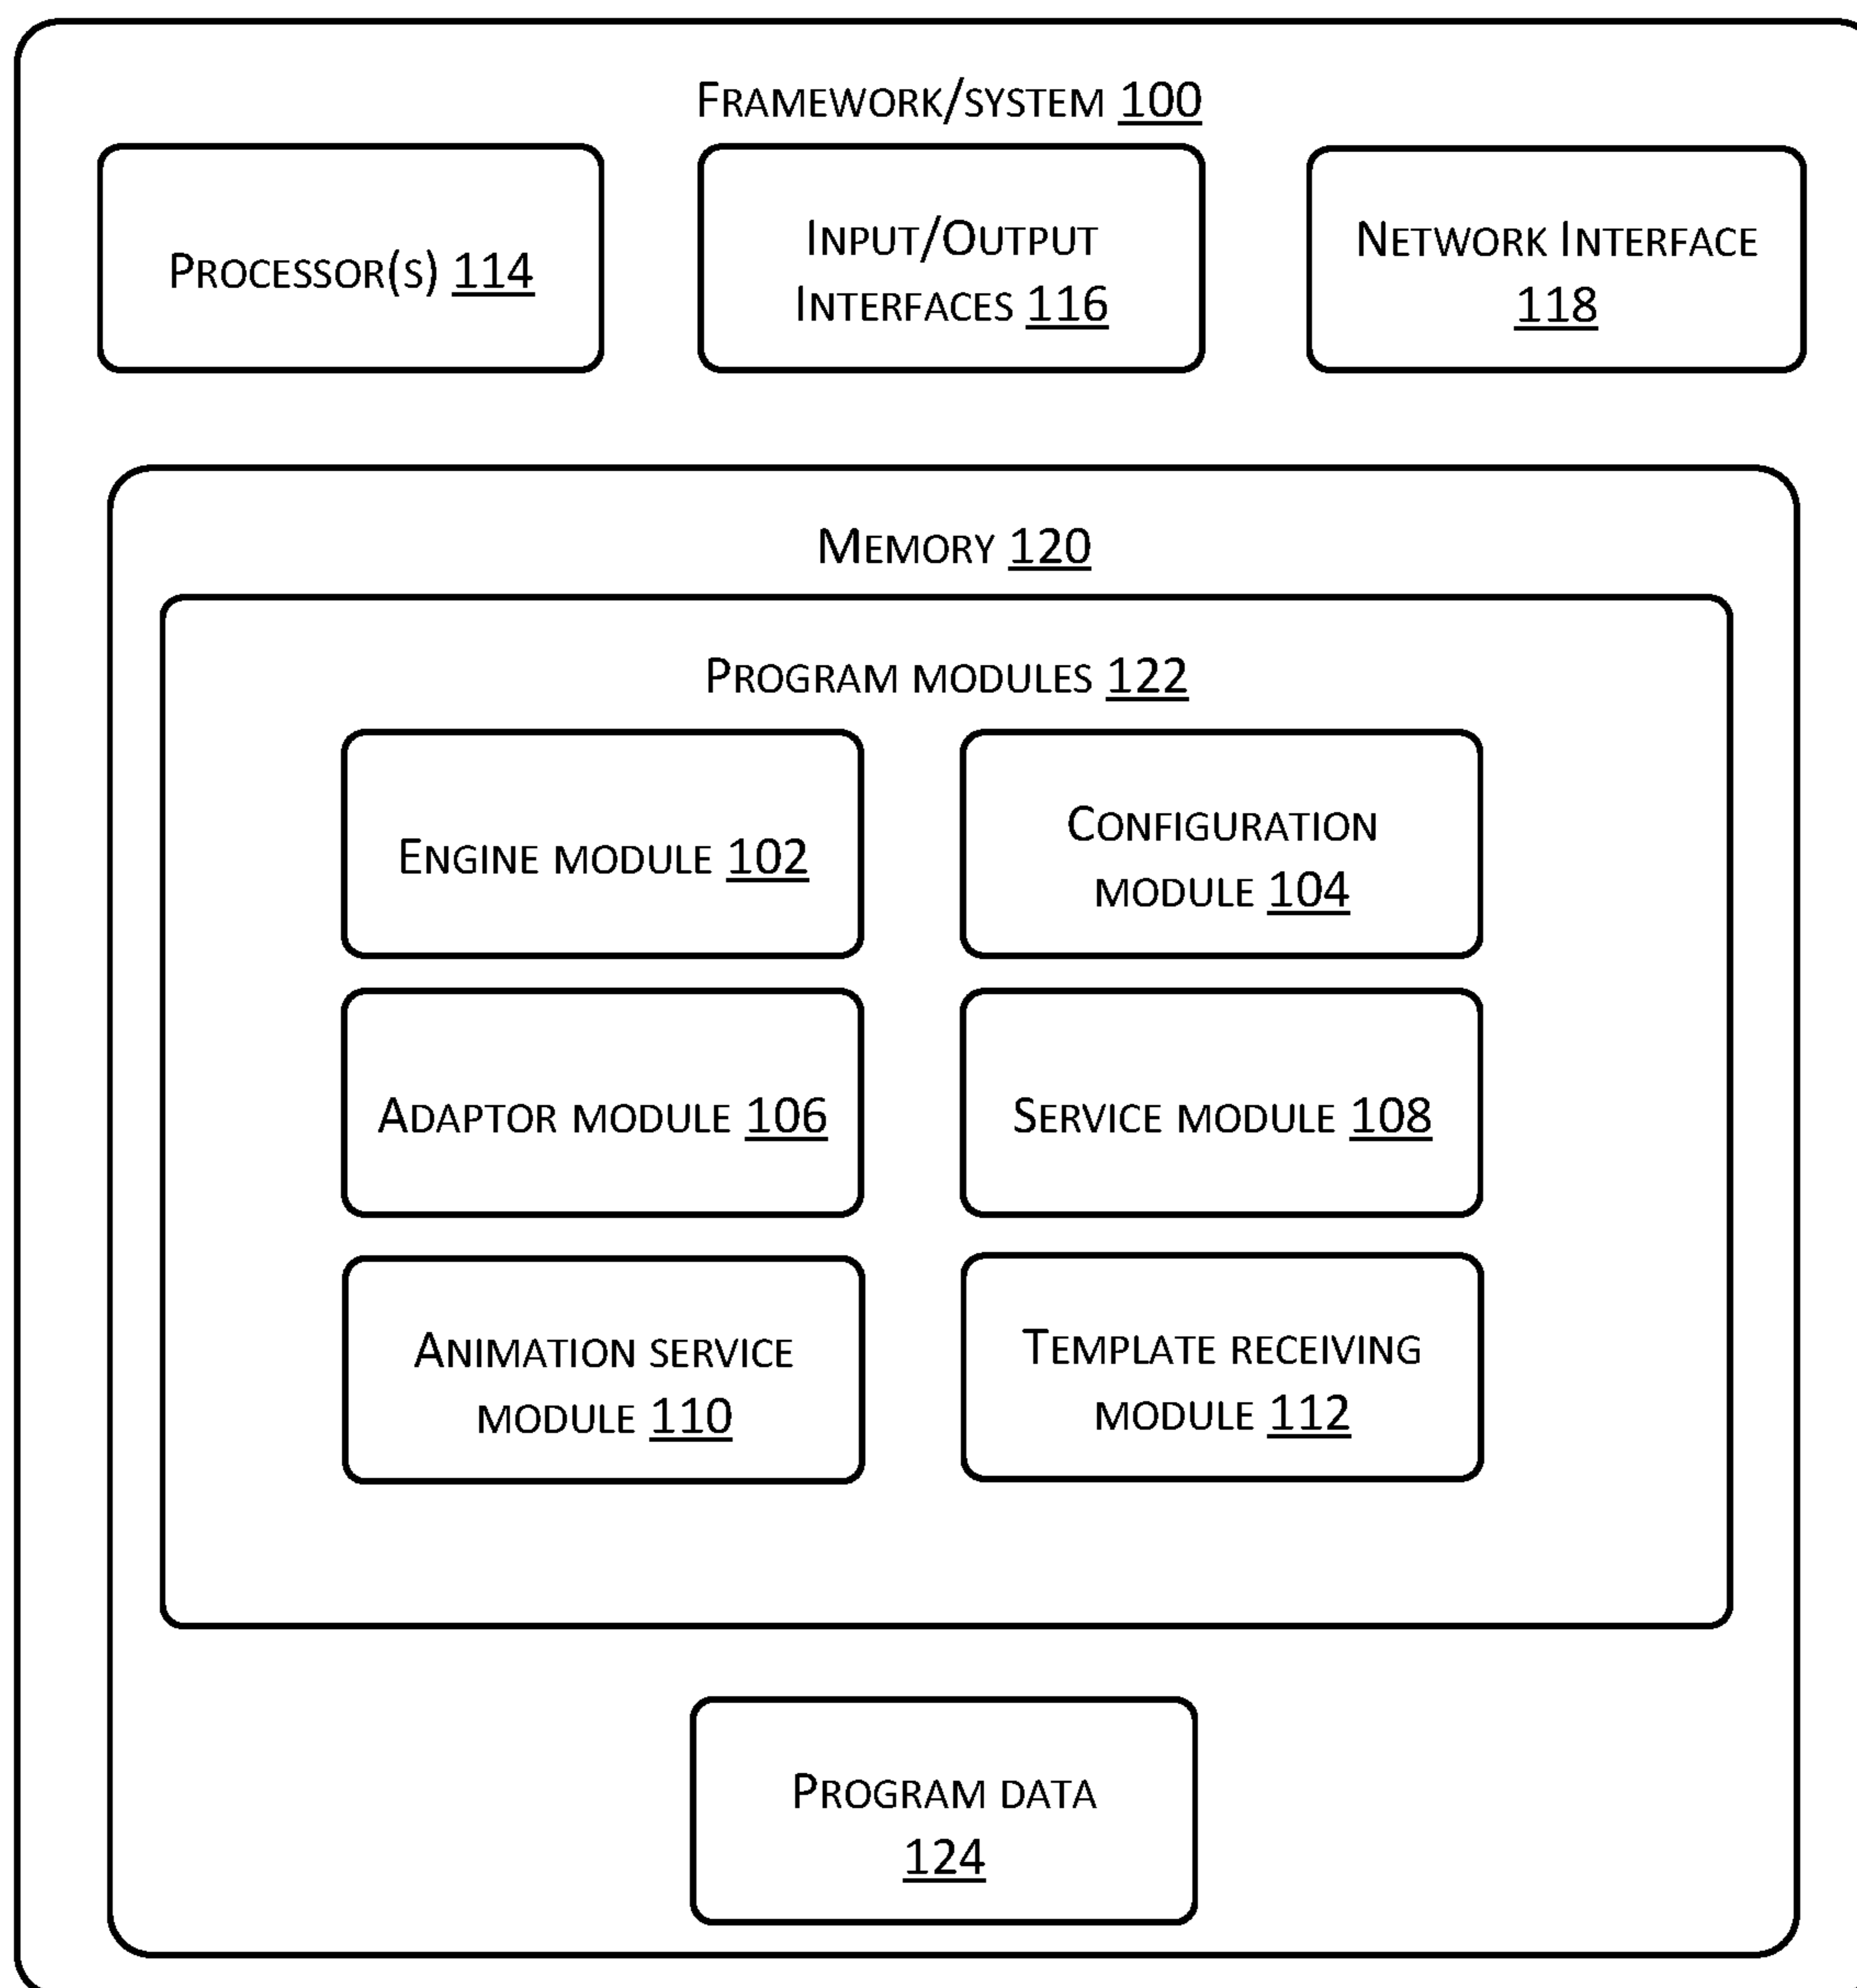 Framework/system 100
Processor(s) 114
Input/Output
Interfaces 116
Network Interface
118
Memory 120
Program modules 122
Engine module 102
Configuration
module 104
Adaptor module 106
Service module 108
Animation service
module 110
Template receiving
module 112
Program data
124